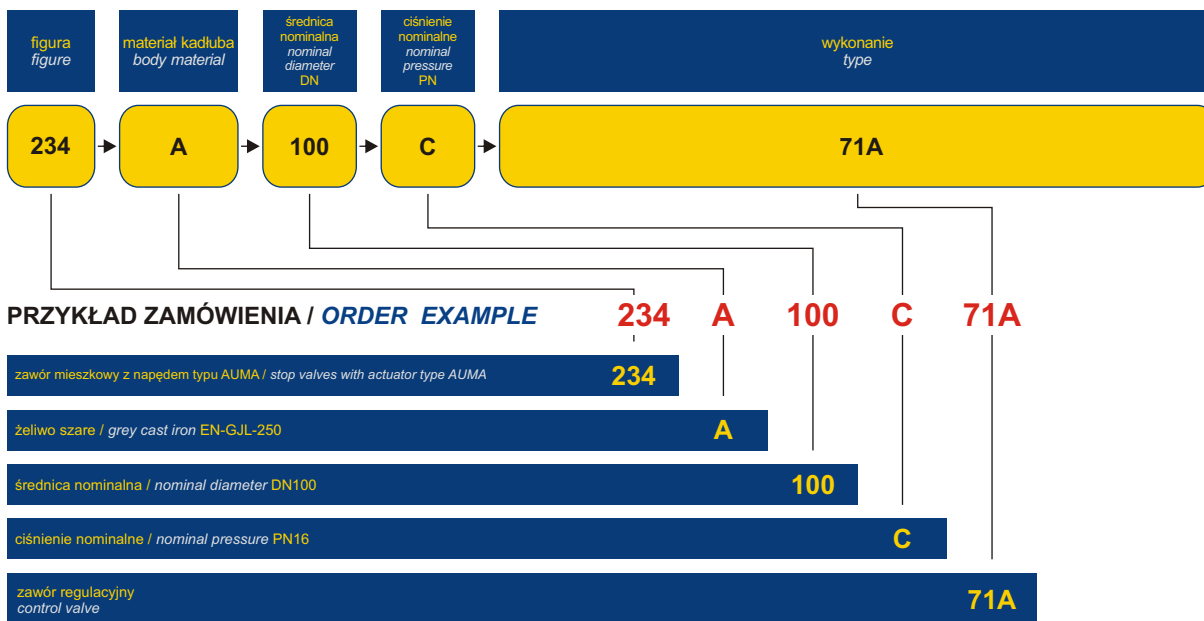 figura
figure
materiał kadłuba
body material
średnica
nominalna
nominal
diameter
DN
ciśnienie
nominalne
nominal
pressure
PN
wykonanie
type
234
A
100
C
71A
PRZYKŁAD ZAMÓWIENIA / ORDER EXAMPLE 234 A 100 C 71A
zawór mieszkowy z napędem typu AUMA / stop valves with actuator type AUMA 234
żeliwo szare / grey cast iron EN-GJL-250 A
średnica nominalna / nominal diameter DN100 100
ciśnienie nominalne / nominal pressure PN16 C
zawór regulacyjny
control valve
71A